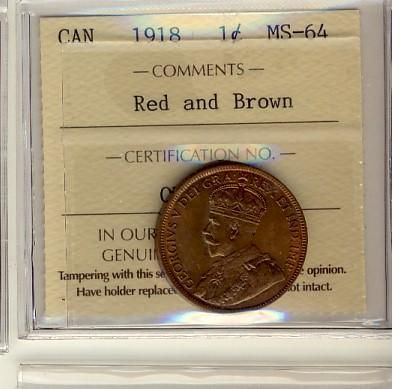 CAN 1918 1¢ MS-64
— COMMENTS —
Red and Brown
— CERTIFICATION NO. —
IN OUR
GENUI
Tampering with this se e opinion.
Have holder replace ot intact.
GEORGIVS V DEI GRA: REX ET IND: IMP: